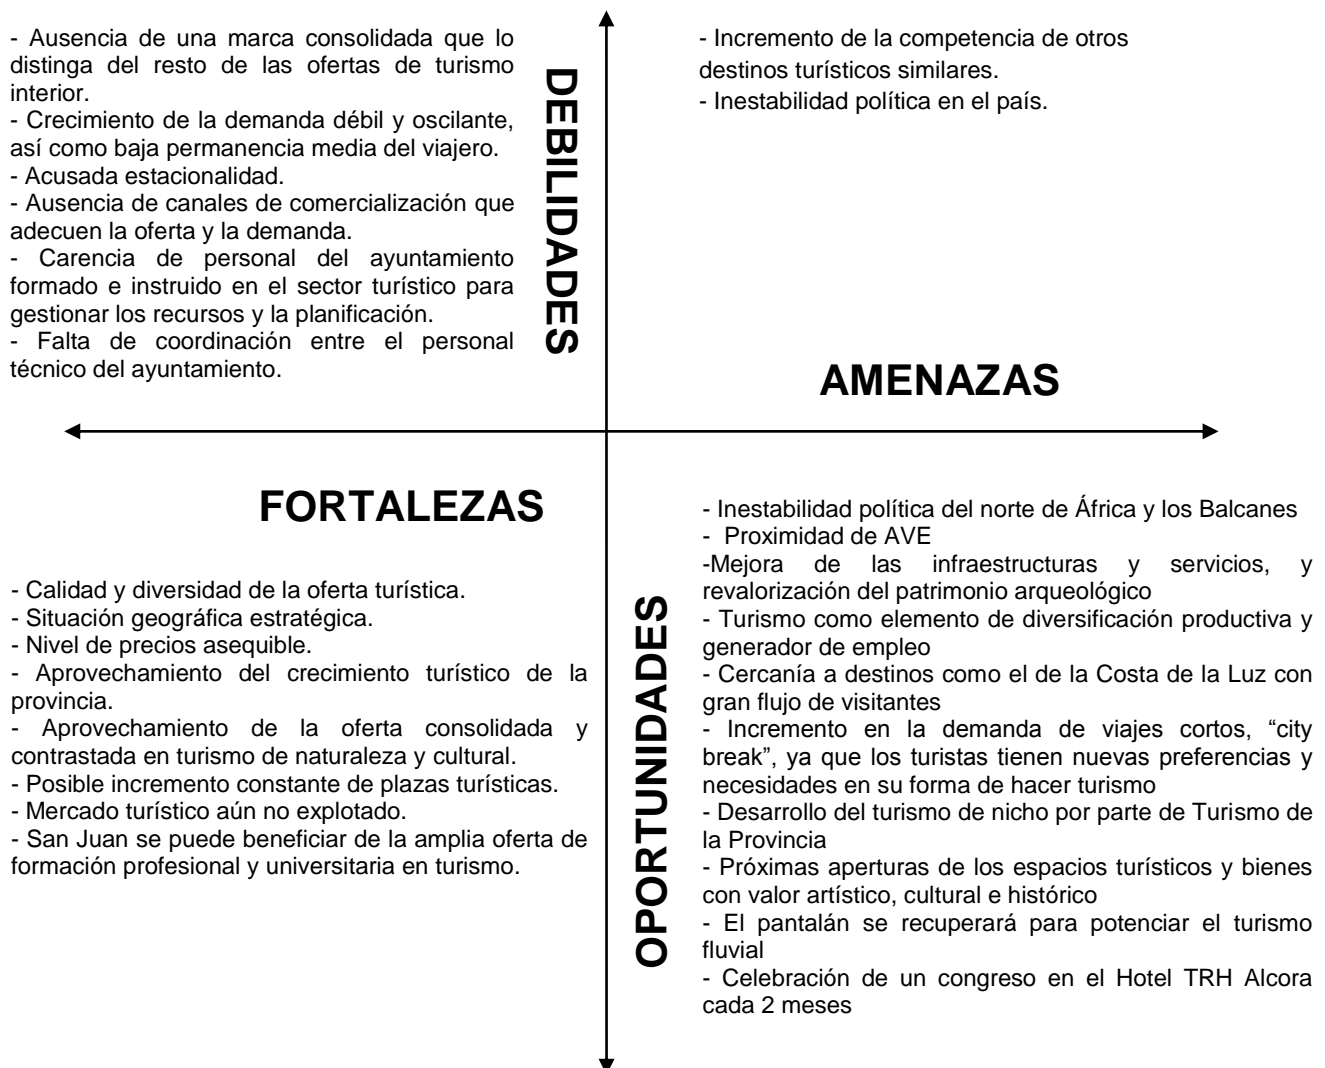 - Ausencia de una marca consolidada que lo
distinga del resto de las ofertas de turismo
interior.
- Crecimiento de la demanda débil y oscilante,
así como baja permanencia media del viajero.
- Acusada estacionalidad.
- Ausencia de canales de comercialización que
adecuen la oferta y la demanda.
- Carencia de personal del ayuntamiento
formado e instruido en el sector turístico para
gestionar los recursos y la planificación.
- Falta de coordinación entre el personal
técnico del ayuntamiento.
DEBILIDADES
- Incremento de la competencia de otros
destinos turísticos similares.
- Inestabilidad política en el país.
AMENAZAS
FORTALEZAS
- Calidad y diversidad de la oferta turística.
- Situación geográfica estratégica.
- Nivel de precios asequible.
- Aprovechamiento del crecimiento turístico de la
provincia.
- Aprovechamiento de la oferta consolidada y
contrastada en turismo de naturaleza y cultural.
- Posible incremento constante de plazas turísticas.
- Mercado turístico aún no explotado.
- San Juan se puede beneficiar de la amplia oferta de
formación profesional y universitaria en turismo.
OPORTUNIDADES
- Inestabilidad política del norte de África y los Balcanes
- Proximidad de AVE
-Mejora de las infraestructuras y servicios, y
revalorización del patrimonio arqueológico
- Turismo como elemento de diversificación productiva y
generador de empleo
- Cercanía a destinos como el de la Costa de la Luz con
gran flujo de visitantes
- Incremento en la demanda de viajes cortos, “city
break”, ya que los turistas tienen nuevas preferencias y
necesidades en su forma de hacer turismo
- Desarrollo del turismo de nicho por parte de Turismo de
la Provincia
- Próximas aperturas de los espacios turísticos y bienes
con valor artístico, cultural e histórico
- El pantalán se recuperará para potenciar el turismo
fluvial
- Celebración de un congreso en el Hotel TRH Alcora
cada 2 meses